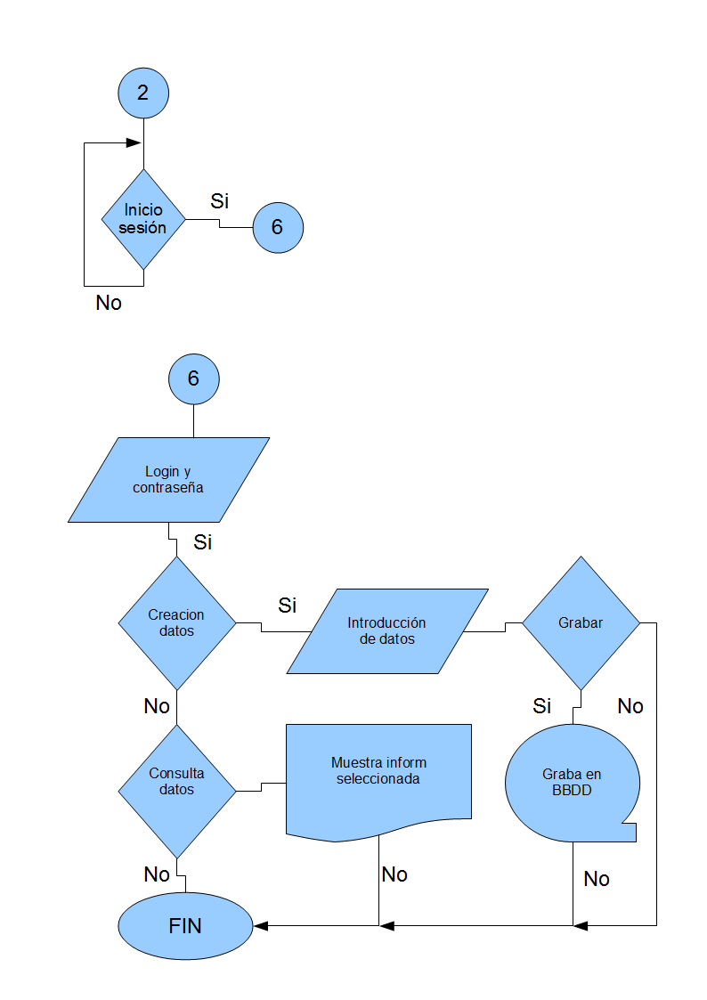 2
Inicio
sesión
Si
6
No
6
Login y
contraseña
Si
Creacion
datos
Si
Introducción
de datos
Grabar
No
Si
No
Consulta
datos
Muestra inform
seleccionada
Graba en
BBDD
No
No
No
FIN